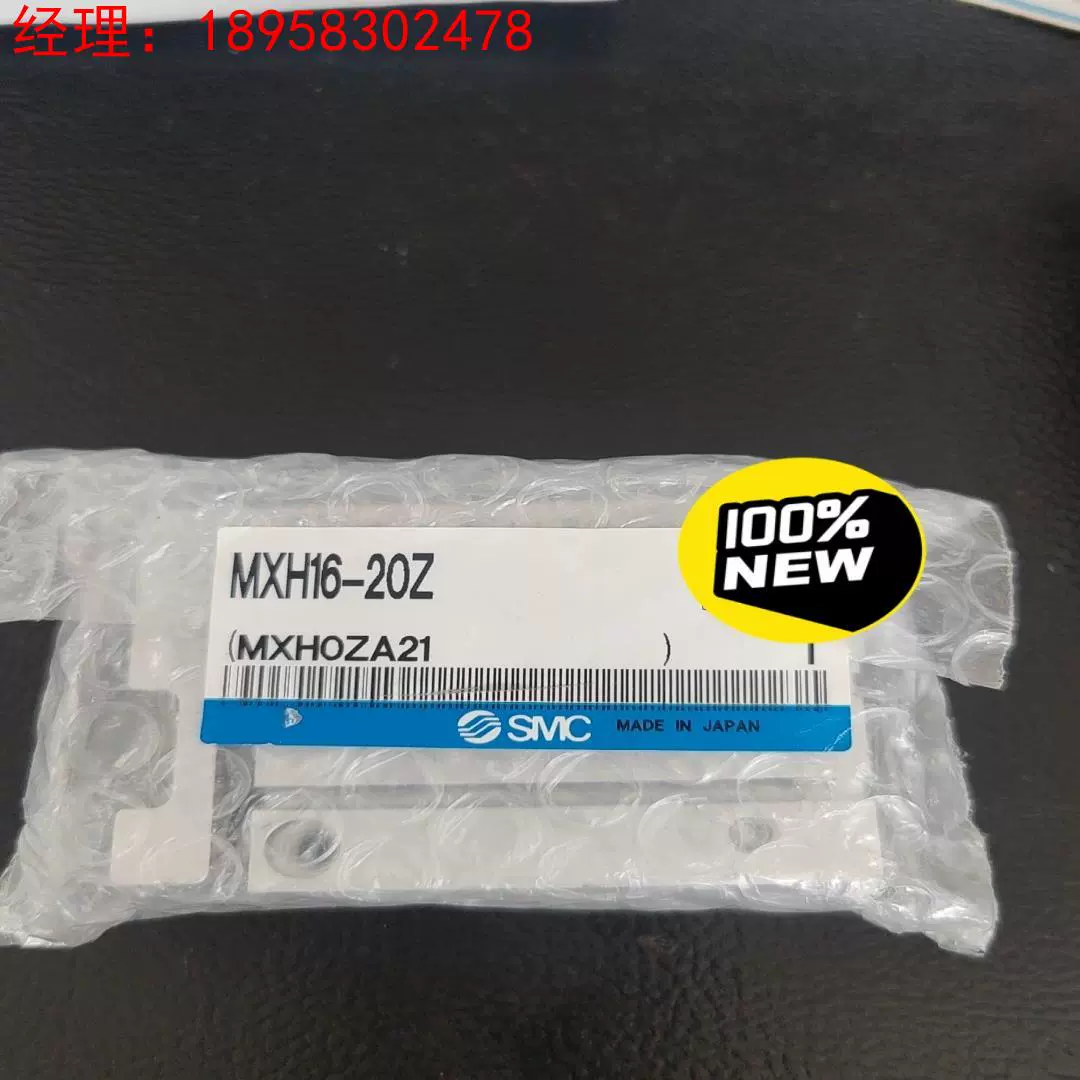 经理：18958302478
100%
NEW
MXH16-20Z
(MXHOZA21 )
SMC MADE IN JAPAN